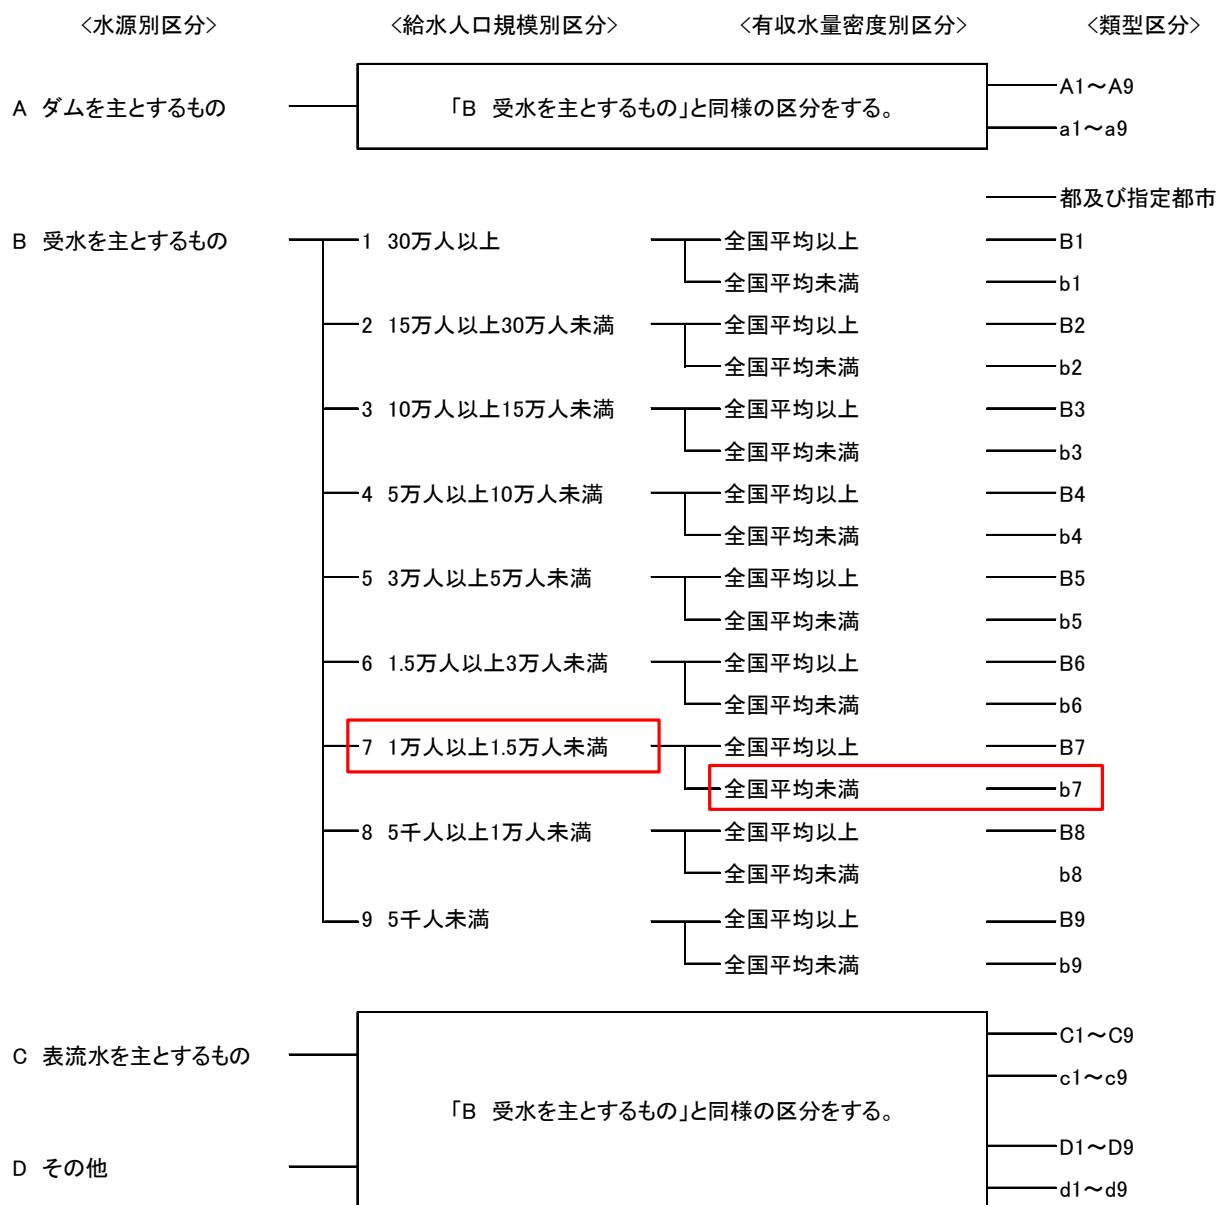 <水源別区分> <給水人口規模別区分> <有収水量密度別区分> <類型区分>
A ダムを主とするもの 「B 受水を主とするもの」と同様の区分をする。 A1～A9
a1～a9
都及び指定都市
B 受水を主とするもの 1 30万人以上 全国平均以上 B1
全国平均未満 b1
2 15万人以上30万人未満 全国平均以上 B2
全国平均未満 b2
3 10万人以上15万人未満 全国平均以上 B3
全国平均未満 b3
4 5万人以上10万人未満 全国平均以上 B4
全国平均未満 b4
5 3万人以上5万人未満 全国平均以上 B5
全国平均未満 b5
6 1.5万人以上3万人未満 全国平均以上 B6
全国平均未満 b6
7 1万人以上1.5万人未満 全国平均以上 B7
全国平均未満 b7
8 5千人以上1万人未満 全国平均以上 B8
全国平均未満 b8
9 5千人未満 全国平均以上 B9
全国平均未満 b9
C 表流水を主とするもの C1～C9
c1～c9
「B 受水を主とするもの」と同様の区分をする。
D その他 D1～D9
d1～d9